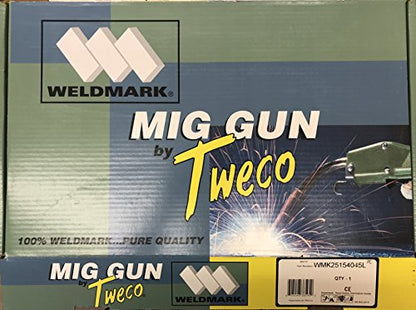 WELDMARK®
MIG GUN
by Tweco
100% WELDMARK...PURE QUALITY
MIG GUN
by Tweco
WELDMARK®
WMK25154045L
QTY - 1
CE